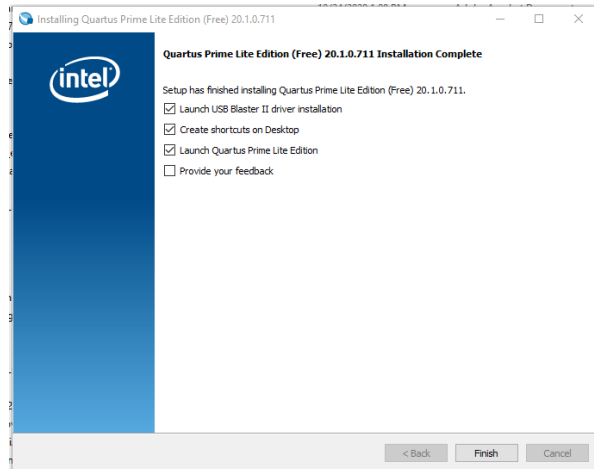 Installing Quartus Prime Lite Edition (Free) 20.1.0.711
intel
Quartus Prime Lite Edition (Free) 20.1.0.711 Installation Complete
Setup has finished installing Quartus Prime Lite Edition (Free) 20.1.0.711.
Launch USB Blaster II driver installation
Create shortcuts on Desktop
Launch Quartus Prime Lite Edition
Provide your feedback
< Back Finish Cancel